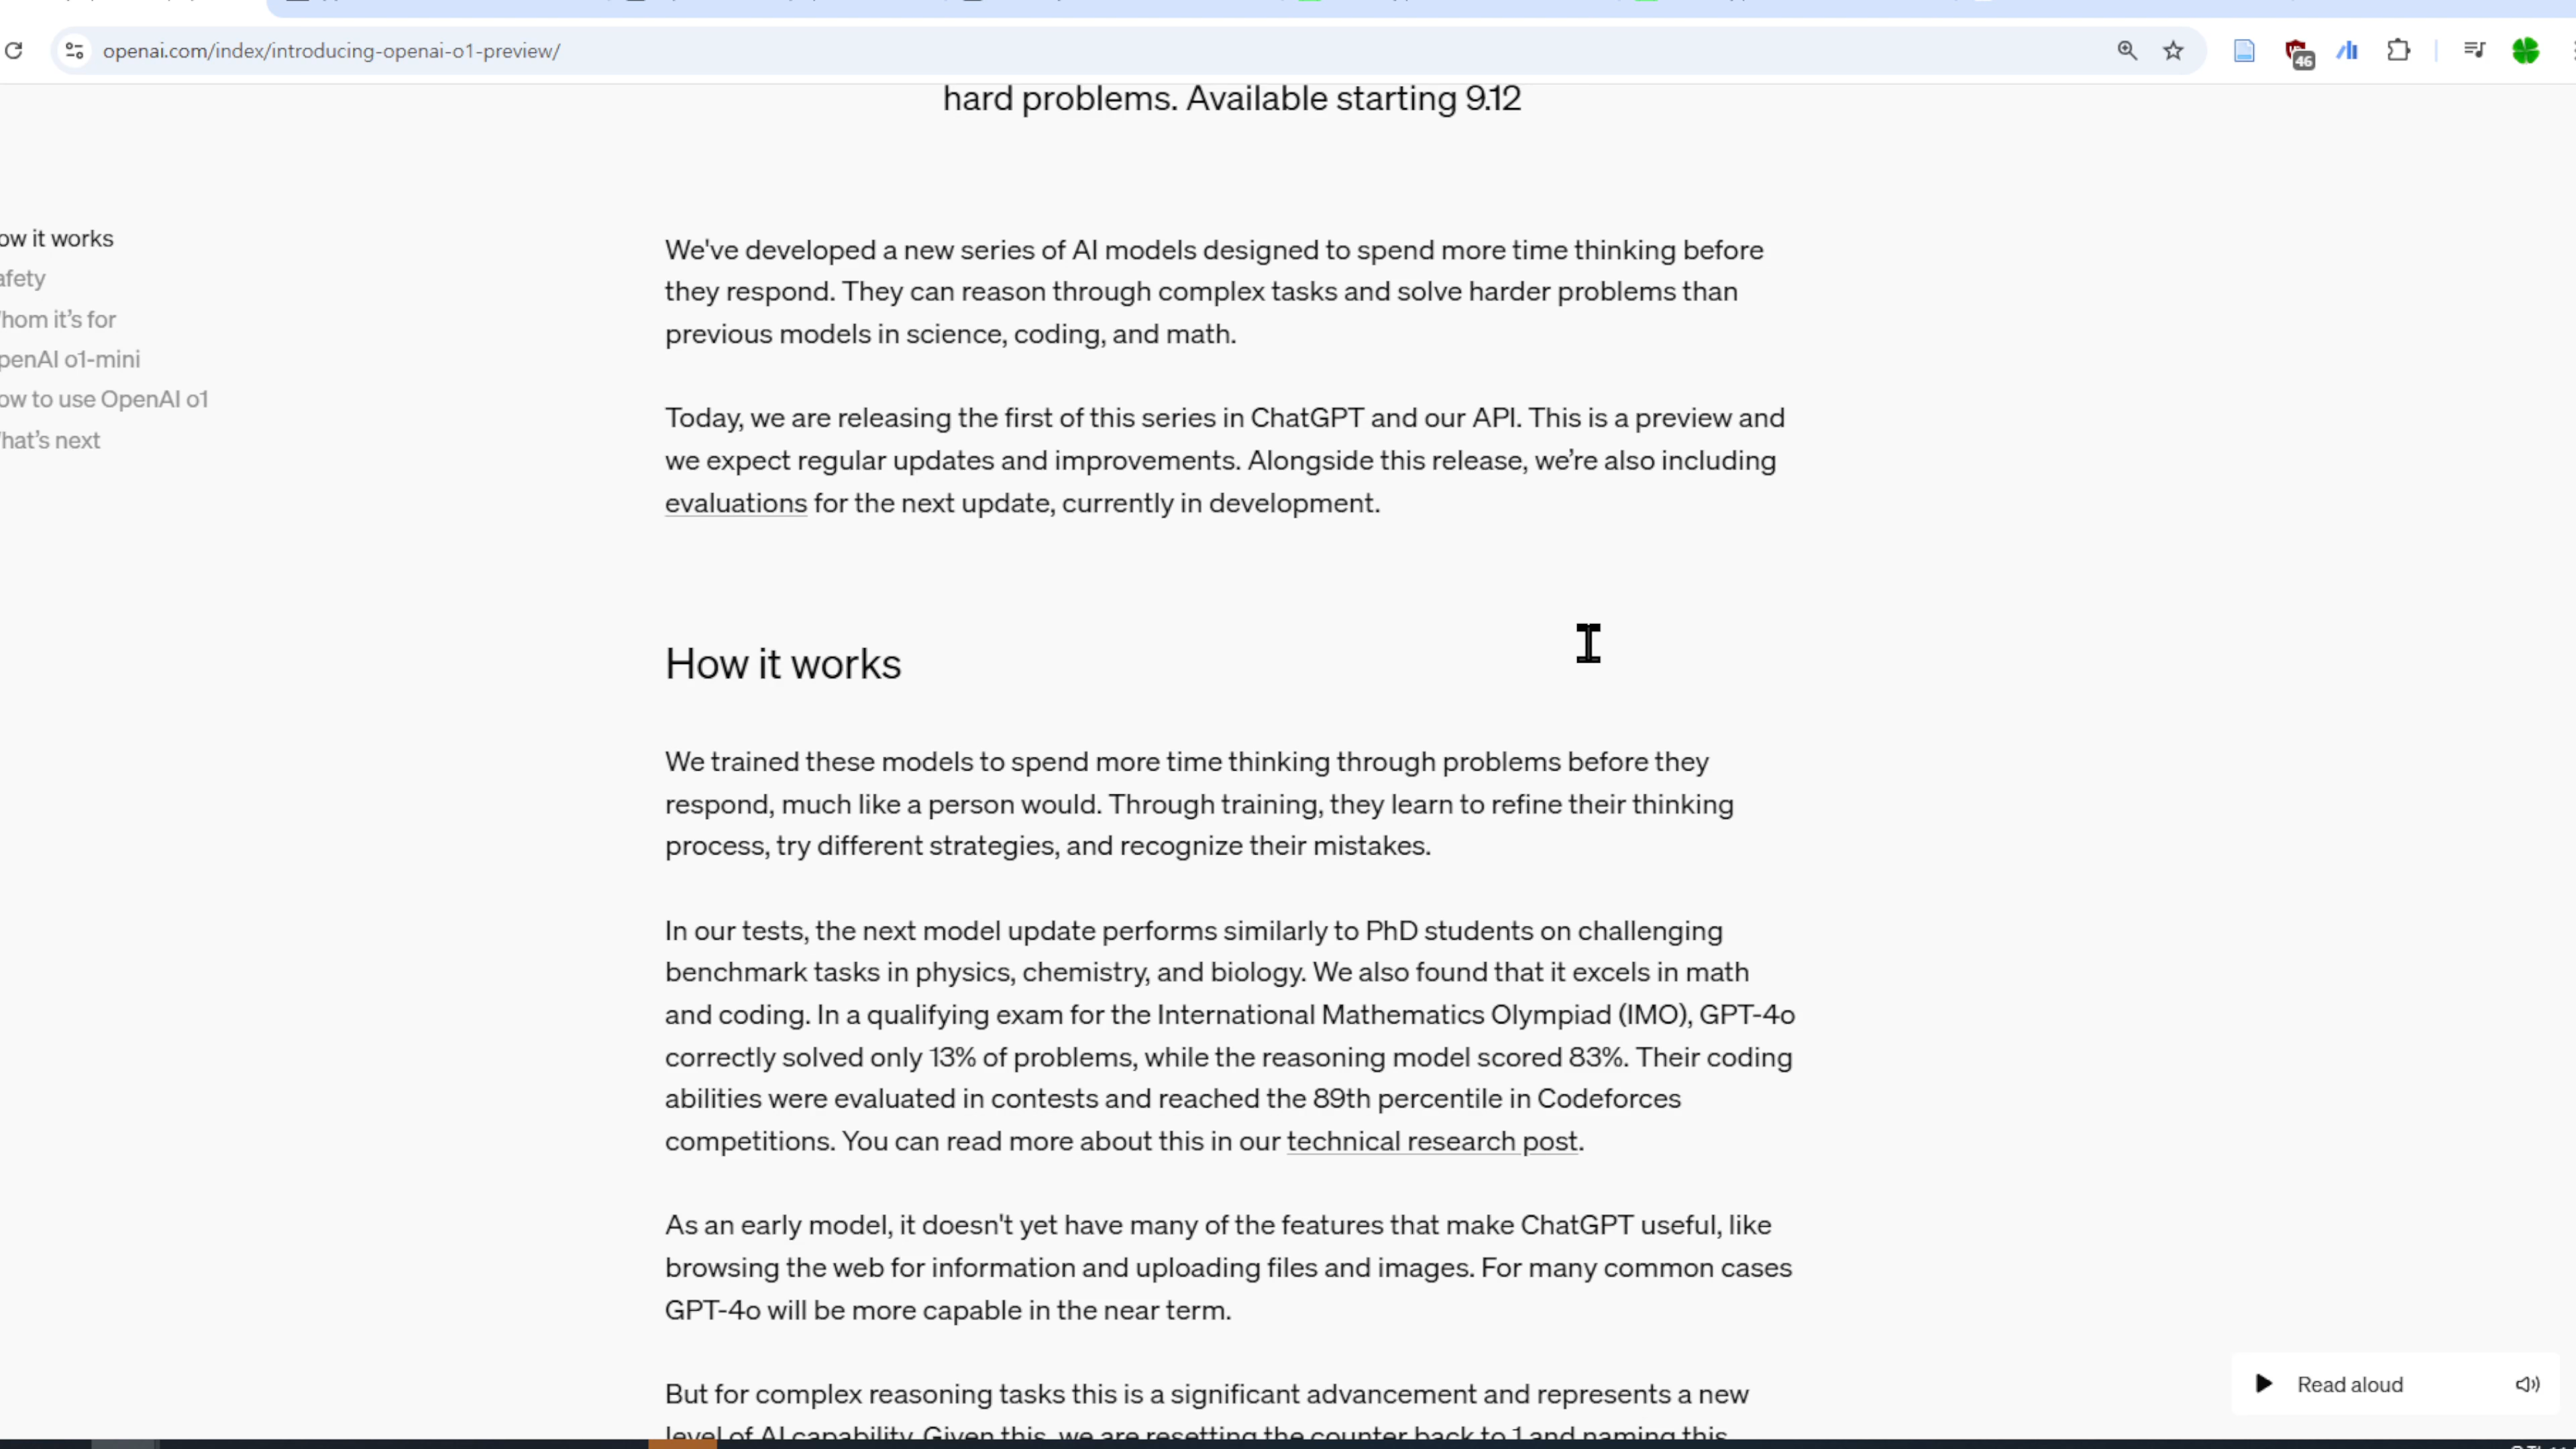 openai.com/index/introducing-openai-o1-preview/
46
hard problems. Available starting 9.12
ow it works
afety
hom it's for
penAI o1-mini
ow to use OpenAI o1
hat's next
We've developed a new series of AI models designed to spend more time thinking before
they respond. They can reason through complex tasks and solve harder problems than
previous models in science, coding, and math.
Today, we are releasing the first of this series in ChatGPT and our API. This is a preview and
we expect regular updates and improvements. Alongside this release, we're also including
evaluations for the next update, currently in development.
How it works
We trained these models to spend more time thinking through problems before they
respond, much like a person would. Through training, they learn to refine their thinking
process, try different strategies, and recognize their mistakes.
In our tests, the next model update performs similarly to PhD students on challenging
benchmark tasks in physics, chemistry, and biology. We also found that it excels in math
and coding. In a qualifying exam for the International Mathematics Olympiad (IMO), GPT-4o
correctly solved only 13% of problems, while the reasoning model scored 83%. Their coding
abilities were evaluated in contests and reached the 89th percentile in Codeforces
competitions. You can read more about this in our technical research post.
As an early model, it doesn't yet have many of the features that make ChatGPT useful, like
browsing the web for information and uploading files and images. For many common cases
GPT-4o will be more capable in the near term.
But for complex reasoning tasks this is a significant advancement and represents a new
level of AI capability. Given this, we are resetting the counter back to 1 and naming this
Read aloud